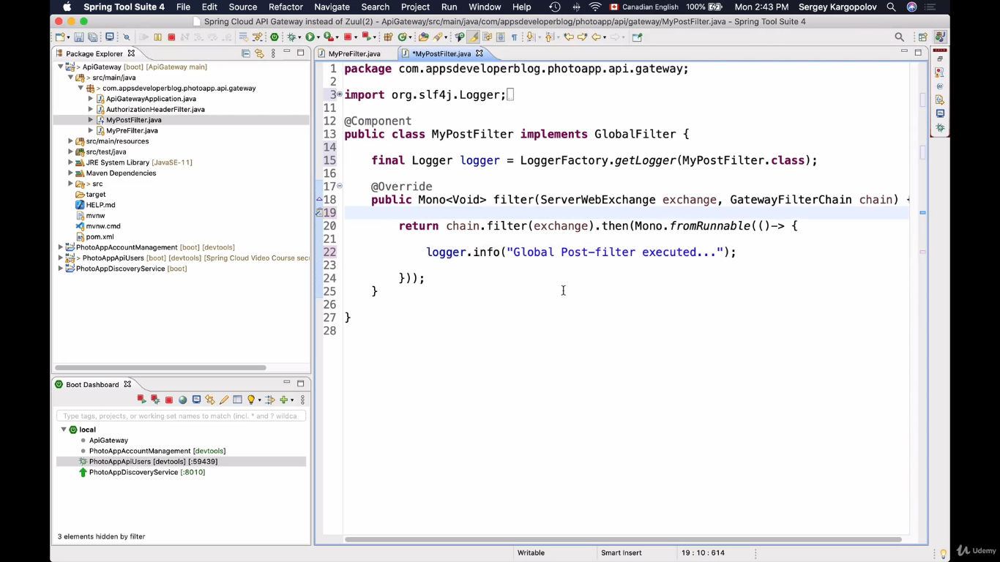 Spring Tool Suite 4 File Edit Source Refactor Navigate Search Project Run Window Help Canadian English 100% Mon 2:43 PM Sergey Kargopolov
Spring Cloud API Gateway instead of Zuul(2) - ApiGateway/src/main/java/com/appsdeveloperblog/photoapp/api/gateway/MyPostFilter.java - Spring Tool Suite 4
Package Explorer
ApiGateway [boot] [ApiGateway main]
src/main/java
com.appsdeveloperblog.photoapp.api.gateway
ApiGatewayApplication.java
AuthorizationHeaderFilter.java
MyPostFilter.java
MyPreFilter.java
src/main/resources
src/test/java
JRE System Library [JavaSE-11]
Maven Dependencies
> src
target
HELP.md
mvnw
mvnw.cmd
pom.xml
PhotoAppAccountManagement [boot] [devtools]
> PhotoAppApiUsers [boot] [devtools] [Spring Cloud Video Course sec
PhotoAppDiscoveryService [boot]
Boot Dashboard
Type tags, projects, or working set names to match (incl. * and ? wildca
local
ApiGateway
PhotoAppAccountManagement [devtools]
PhotoAppApiUsers [devtools] [:59439]
PhotoAppDiscoveryService [:8010]
3 elements hidden by filter
MyPreFilter.java *MyPostFilter.java
1 package com.appsdeveloperblog.photoapp.api.gateway;
2
3 import org.slf4j.Logger;
11
12 @Component
13 public class MyPostFilter implements GlobalFilter {
14
15 final Logger logger = LoggerFactory.getLogger(MyPostFilter.class);
16
17 @Override
18 public Mono<Void> filter(ServerWebExchange exchange, GatewayFilterChain chain) {
19
20 return chain.filter(exchange).then(Mono.fromRunnable(()-> {
21
22 logger.info("Global Post-filter executed...");
23
24 }));
25 }
26
27 }
28
Writable Smart Insert 19 : 10 : 614
Udemy